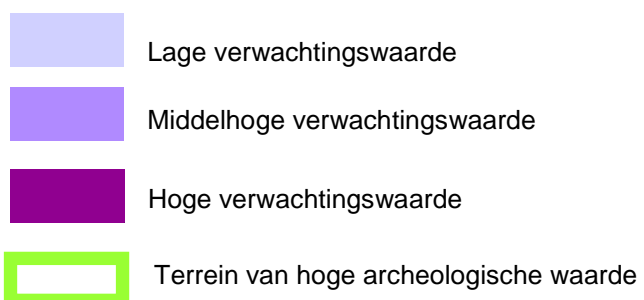 Lage verwachtingswaarde
Middelhoge verwachtingswaarde
Hoge verwachtingswaarde
Terrein van hoge archeologische waarde